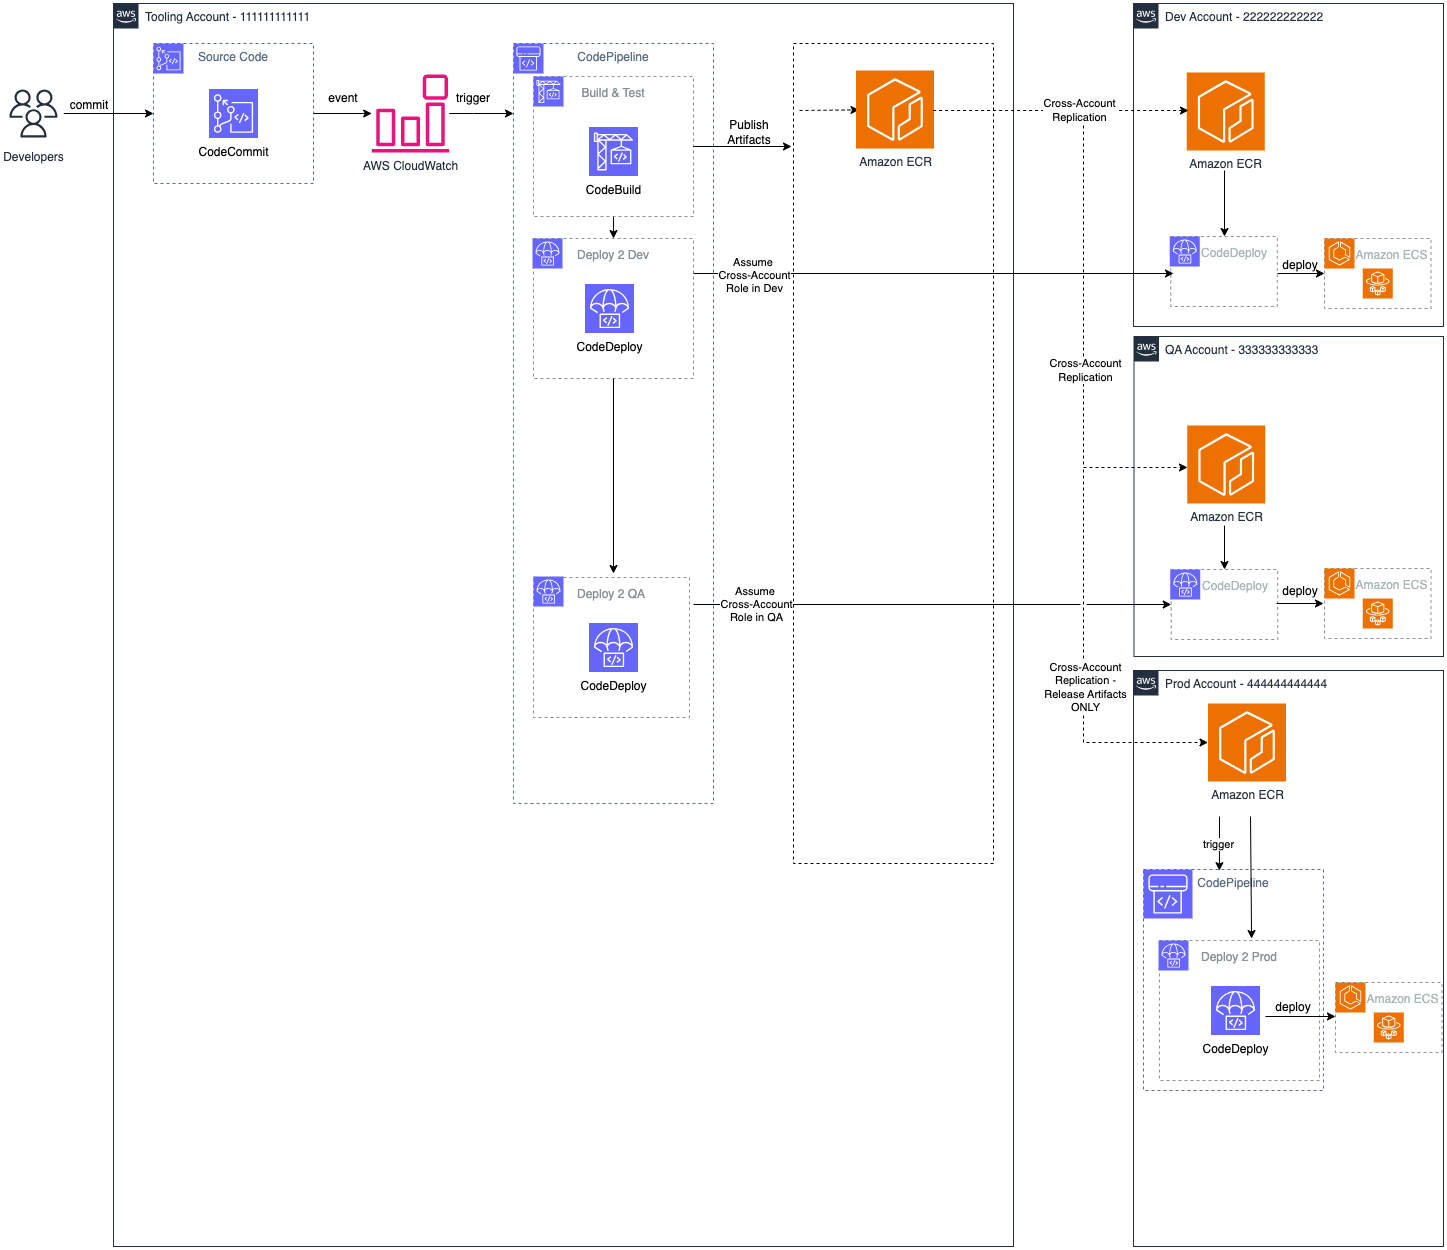 aws
Tooling Account - 111111111111
Source Code
CodeCommit
Developers
commit
event
AWS CloudWatch
trigger
CodePipeline
Build & Test
CodeBuild
Publish
Artifacts
Amazon ECR
Deploy 2 Dev
CodeDeploy
Assume
Cross-Account
Role in Dev
Deploy 2 QA
CodeDeploy
Assume
Cross-Account
Role in QA
Cross-Account
Replication
Cross-Account
Replication
Cross-Account
Replication -
Release Artifacts
ONLY
aws
Dev Account - 222222222222
Amazon ECR
CodeDeploy
deploy
Amazon ECS
aws
QA Account - 333333333333
Amazon ECR
CodeDeploy
deploy
Amazon ECS
aws
Prod Account - 444444444444
Amazon ECR
trigger
CodePipeline
Deploy 2 Prod
CodeDeploy
deploy
Amazon ECS